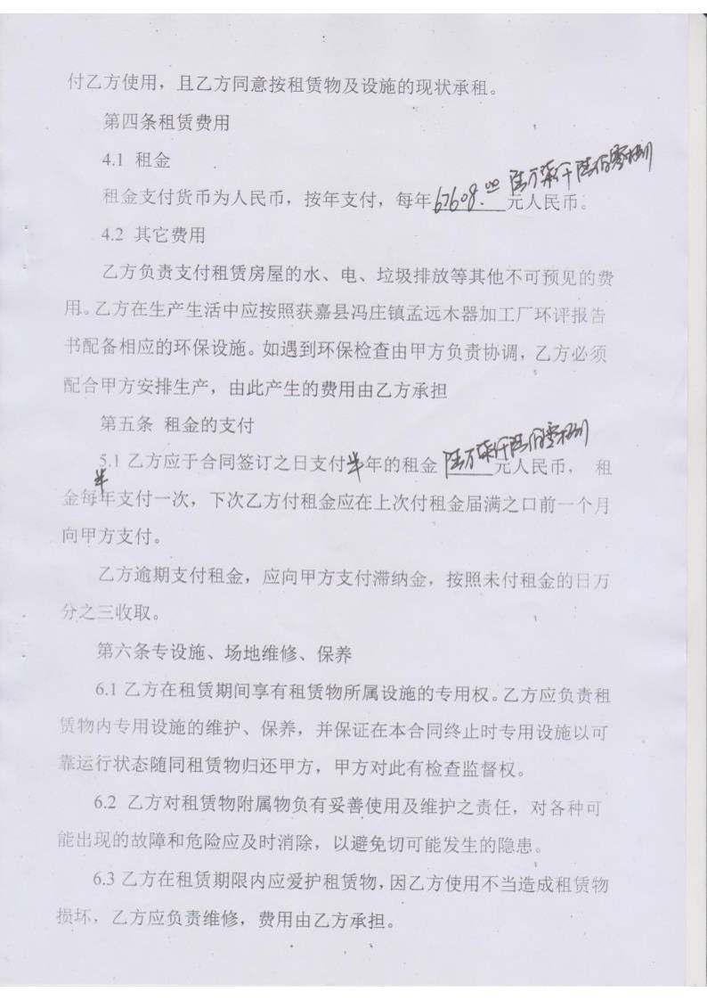 付乙方使用，且乙方同意按租赁物及设施的现状承租。
第四条租赁费用
4.1 租金
租金支付货币为人民币，按年支付，每年67608.00陆万柒仟陆佰零捌元人民币。
4.2 其它费用
乙方负责支付租赁房屋的水、电、垃圾排放等其他不可预见的费
用。乙方在生产生活中应按照获嘉县冯庄镇孟远木器加工厂环评报告
书配备相应的环保设施。如遇到环保检查由甲方负责协调，乙方必须
配合甲方安排生产，由此产生的费用由乙方承担
第五条 租金的支付
5.1 乙方应于合同签订之日支付半年的租金陆万柒仟陆佰零捌元人民币， 租
金每半年支付一次，下次乙方付租金应在上次付租金届满之口前一个月
向甲方支付。
乙方逾期支付租金，应向甲方支付滞纳金，按照未付租金的日万
分之三收取。
第六条专设施、场地维修、保养
6.1 乙方在租赁期间享有租赁物所属设施的专用权。乙方应负责租
赁物内专用设施的维护、保养，并保证在本合同终止时专用设施以可
靠运行状态随同租赁物归还甲方，甲方对此有检查监督权。
6.2 乙方对租赁物附属物负有妥善使用及维护之责任，对各种可
能出现的故障和危险应及时消除，以避免切可能发生的隐患。
6.3 乙方在租赁期限内应爱护租赁物，因乙方使用不当造成租赁物
损坏，乙方应负责维修，费用由乙方承担。